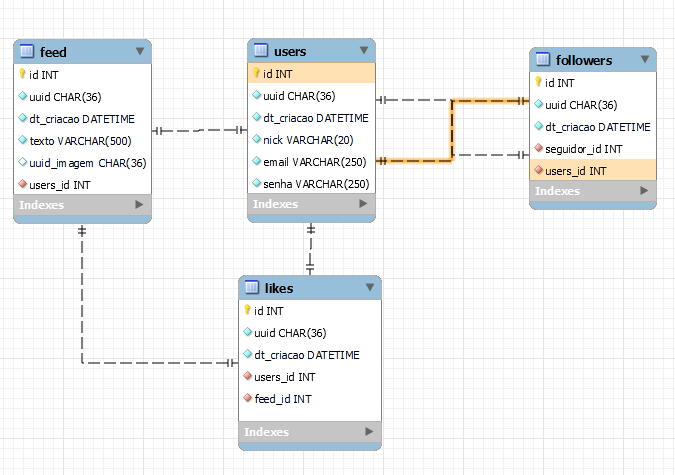 feed
id INT
uuid CHAR(36)
dt_criacao DATETIME
texto VARCHAR(500)
uuid_imagem CHAR(36)
users_id INT
Indexes
users
id INT
uuid CHAR(36)
dt_criacao DATETIME
nick VARCHAR(20)
email VARCHAR(250)
senha VARCHAR(250)
Indexes
followers
id INT
uuid CHAR(36)
dt_criacao DATETIME
seguidor_id INT
users_id INT
Indexes
likes
id INT
uuid CHAR(36)
dt_criacao DATETIME
users_id INT
feed_id INT
Indexes